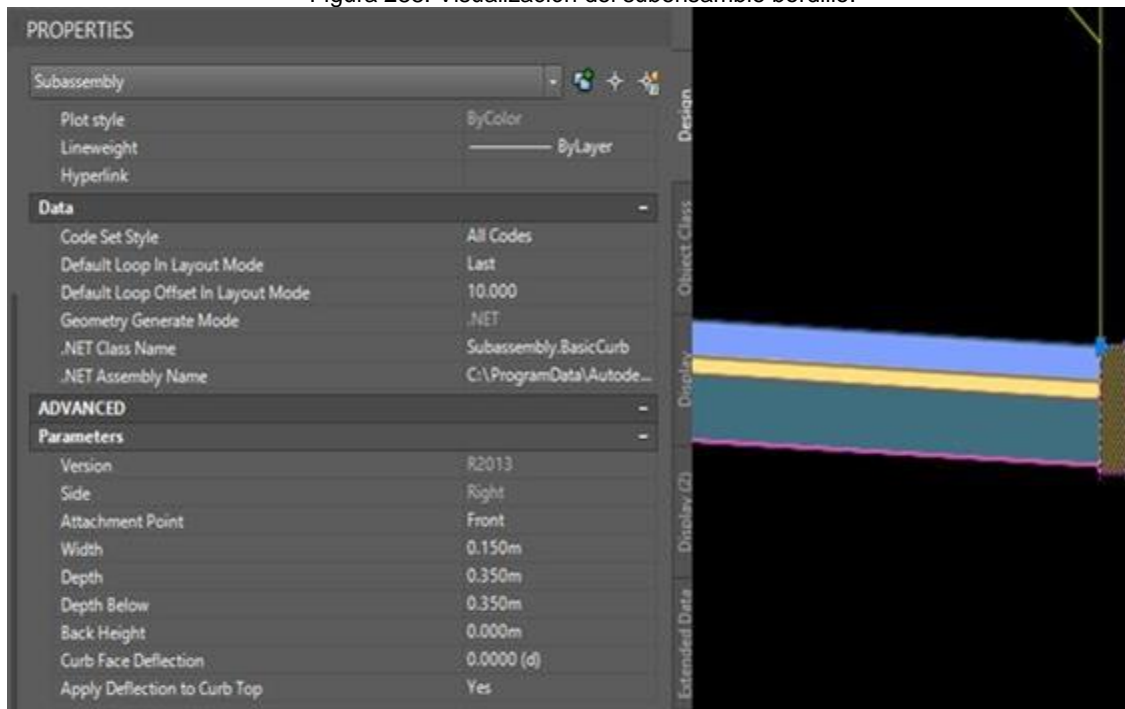 Figura 288. Visualización del subensamble bordillo.
PROPERTIES
Subassembly
Plot style ByColor
Lineweight ByLayer
Hyperlink
Data
Code Set Style All Codes
Default Loop In Layout Mode Last
Default Loop Offset In Layout Mode 10.000
Geometry Generate Mode .NET
.NET Class Name Subassembly.BasicCurb
.NET Assembly Name C:\ProgramData\Autode...
ADVANCED
Parameters
Version R2013
Side Right
Attachment Point Front
Width 0.150m
Depth 0.350m
Depth Below 0.350m
Back Height 0.000m
Curb Face Deflection 0.0000 (d)
Apply Deflection to Curb Top Yes
Design
Object Class
Display
Display (2)
Extended Data